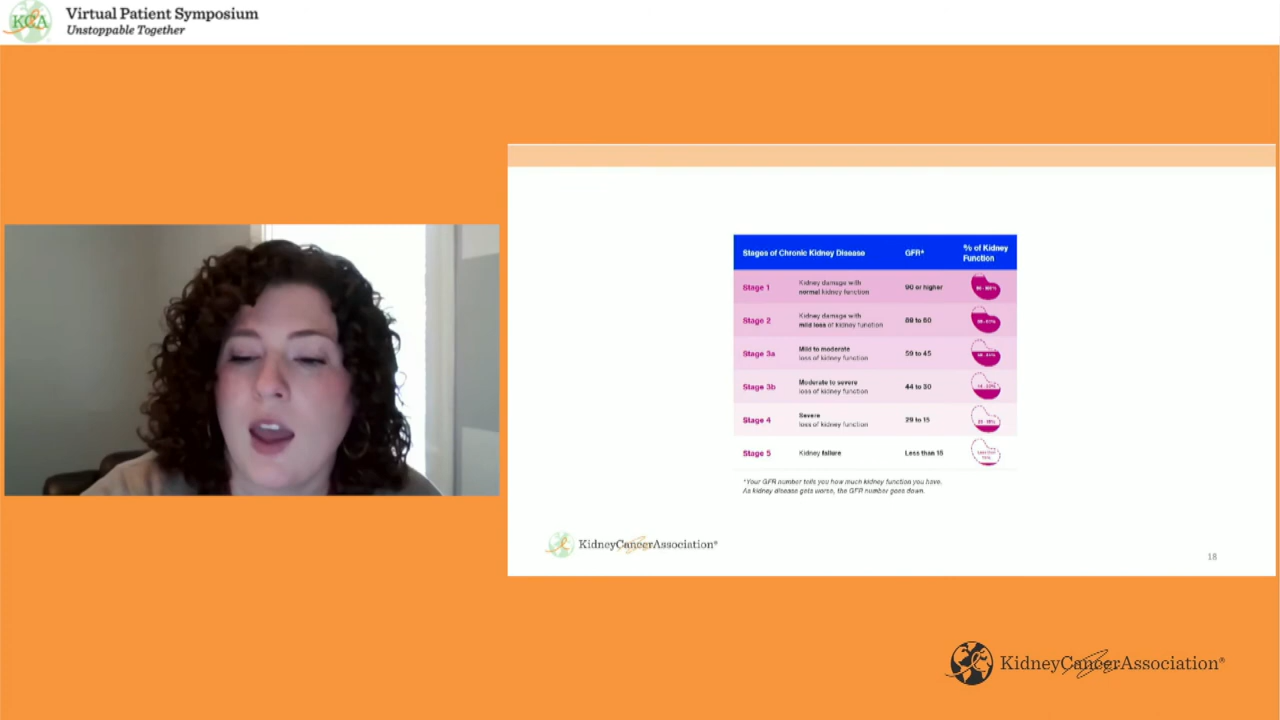 KCA
Virtual Patient Symposium
Unstoppable Together
Stages of Chronic Kidney Disease
GFR*
% of Kidney
Function
Stage 1
Kidney damage with
normal kidney function
90 or higher
Stage 2
Kidney damage with
mild loss of kidney function
89 to 60
Stage 3a
Mild to moderate
loss of kidney function
59 to 45
Stage 3b
Moderate to severe
loss of kidney function
44 to 30
Stage 4
Severe
loss of kidney function
29 to 15
Stage 5
Kidney failure
Less than 15
*Your GFR number tells you how much kidney function you have.
As kidney disease gets worse, the GFR number goes down.
KidneyCancerAssociation®
18
KidneyCancerAssociation®